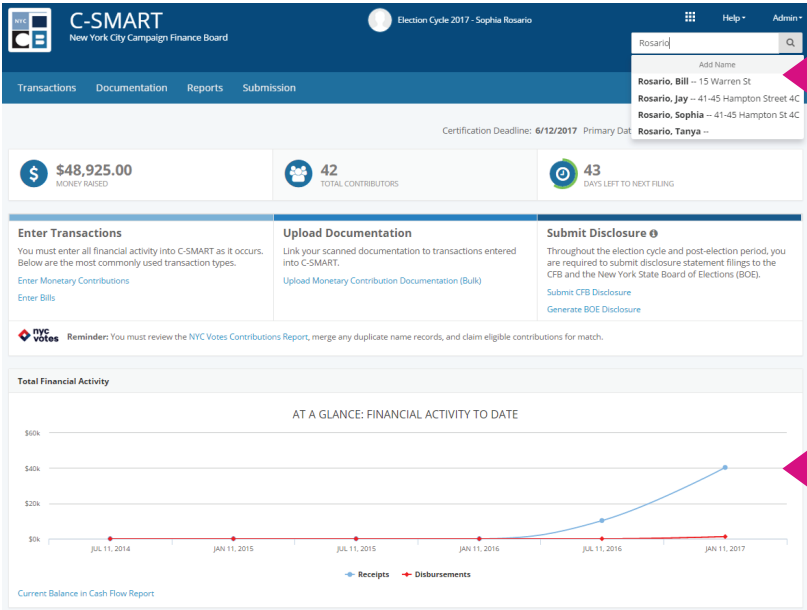 NYC
CB
C-SMART
New York City Campaign Finance Board
Election Cycle 2017 - Sophia Rosario
Help
Admin
Rosario
Add Name
Rosario, Bill -- 15 Warren St
Rosario, Jay -- 41-45 Hampton Street 4C
Rosario, Sophia -- 41-45 Hampton St 4C
Rosario, Tanya --
Transactions Documentation Reports Submission
Certification Deadline: 6/12/2017 Primary Dat
$48,925.00
MONEY RAISED
42
TOTAL CONTRIBUTORS
43
DAYS LEFT TO NEXT FILING
Enter Transactions
You must enter all financial activity into C-SMART as it occurs.
Below are the most commonly used transaction types.
Enter Monetary Contributions
Enter Bills
Upload Documentation
Link your scanned documentation to transactions entered
into C-SMART.
Upload Monetary Contribution Documentation (Bulk)
Submit Disclosure
Throughout the election cycle and post-election period, you
are required to submit disclosure statement filings to the
CFB and the New York State Board of Elections (BOE).
Submit CFB Disclosure
Generate BOE Disclosure
nyc
votes
Reminder: You must review the NYC Votes Contributions Report, merge any duplicate name records, and claim eligible contributions for match.
Total Financial Activity
AT A GLANCE: FINANCIAL ACTIVITY TO DATE
$60k
$40k
$20k
$0k
JUL 11, 2014 JAN 11, 2015 JUL 11, 2015 JAN 11, 2016 JUL 11, 2016 JAN 11, 2017
Receipts Disbursements
Current Balance in Cash Flow Report